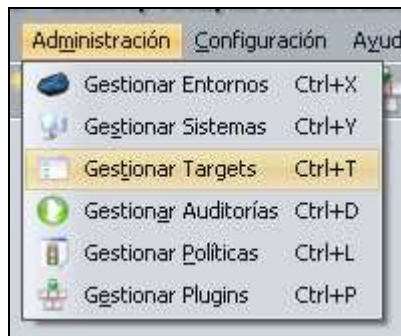 Administración Configuración Ayud
Gestionar Entornos Ctrl+X
Gestionar Sistemas Ctrl+Y
Gestionar Targets Ctrl+T
Gestionar Auditorías Ctrl+D
Gestionar Políticas Ctrl+L
Gestionar Plugins Ctrl+P